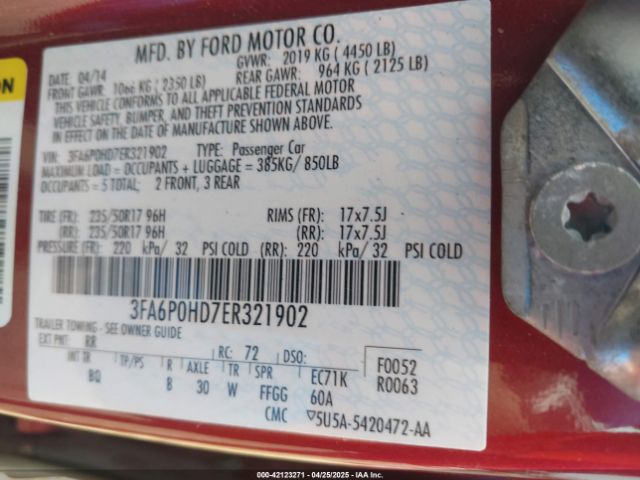 ON
MFD. BY FORD MOTOR CO.
DATE 04/14 GVWR: 2019 KG ( 4450 LB)
FRONT GAWR: 1066 KG ( 2350 LB) REAR GAWR: 964 KG ( 2125 LB)
THIS VEHICLE CONFORMS TO ALL APPLICABLE FEDERAL MOTOR
VEHICLE SAFETY, BUMPER, AND THEFT PREVENTION STANDARDS
IN EFFECT ON THE DATE OF MANUFACTURE SHOWN ABOVE.
VIN: 3FA6P0HD7ER321902 TYPE: Passenger Car
MAXIMUM LOAD = OCCUPANTS + LUGGAGE = 385KG/ 850LB
OCCUPANTS = 5 TOTAL; 2 FRONT, 3 REAR
TIRE (FR): 235/50R17 96H RIMS (FR): 17x7.5J
(RR): 235/50R17 96H (RR): 17x7.5J
PRESSURE (FR): 220 kPa/ 32 PSI COLD (RR): 220 kPa/ 32 PSI COLD
3FA6P0HD7ER321902
TRAILER TOWING - SEE OWNER GUIDE
EXT PNT: RR RC: 72 DSO: F0052
INT TR TP/PS R AXLE TR SPR EC71K R0063
BQ B 30 W FFGG 60A
CMC 5U5A-5420472-AA
000-42123271 - 04/25/2025 - IAA Inc.